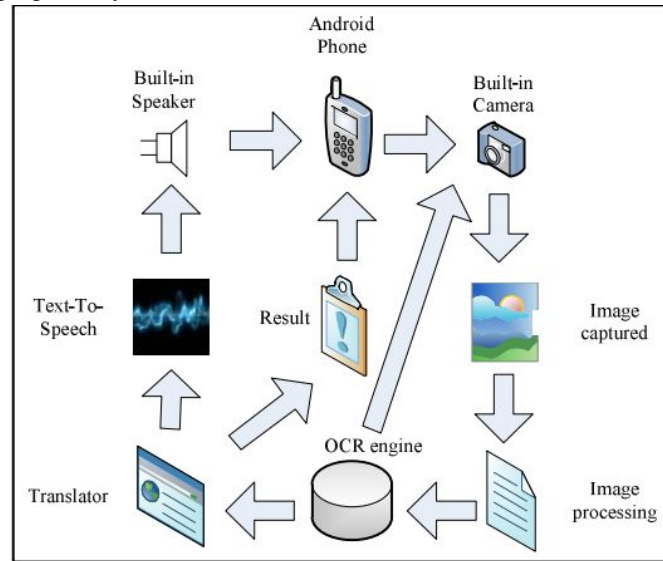 Android
Phone
Built-in
Speaker
Built-in
Camera
Text-To-
Speech
Result
Image
captured
OCR engine
Translator
Image
processing